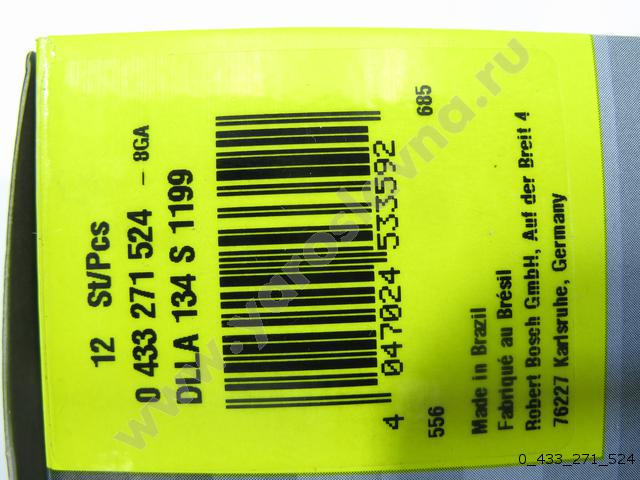 12 St/Pcs
0 433 271 524 - 8GA
DLLA 134 S 1199
4 047024 533592
556 685
Made in Brazil
Fabriqué au Brésil
Robert Bosch GmbH, Auf der Breit 4
76227 Karlsruhe, Germany
www.yaroslavna.ru
0_433_271_524